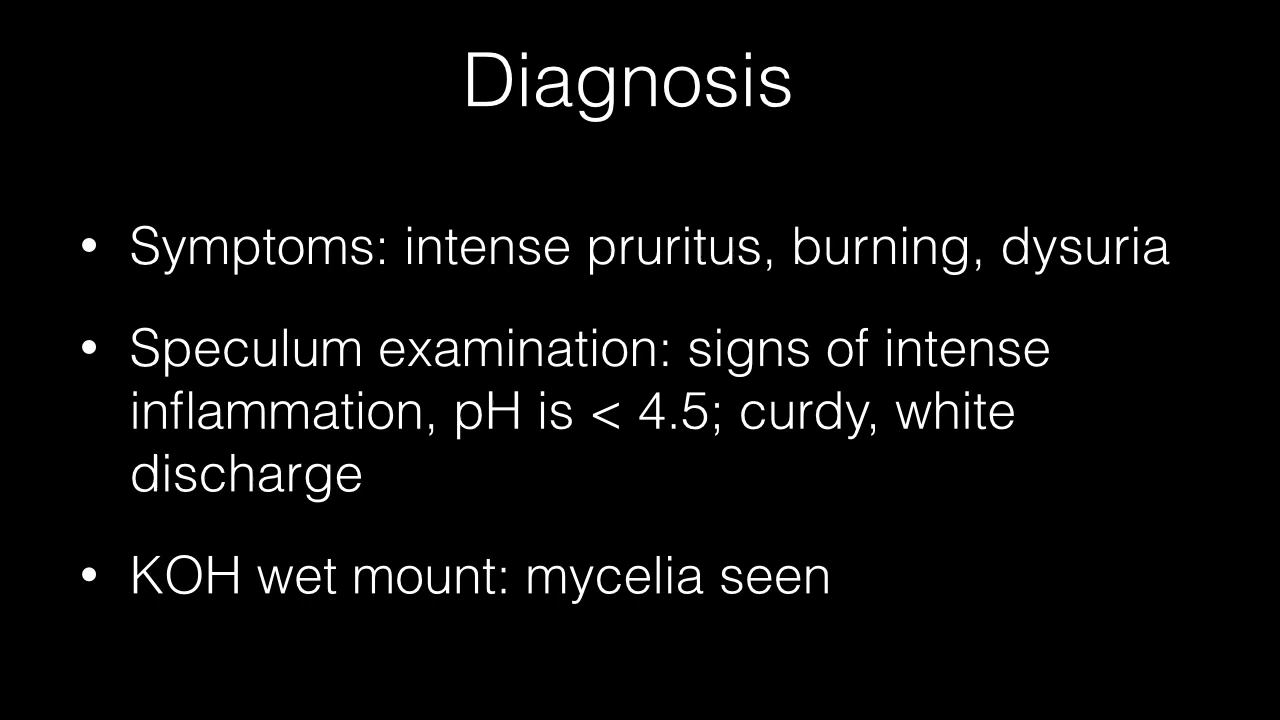 Diagnosis
• Symptoms: intense pruritus, burning, dysuria
• Speculum examination: signs of intense
inflammation, pH is < 4.5; curdy, white
discharge
• KOH wet mount: mycelia seen